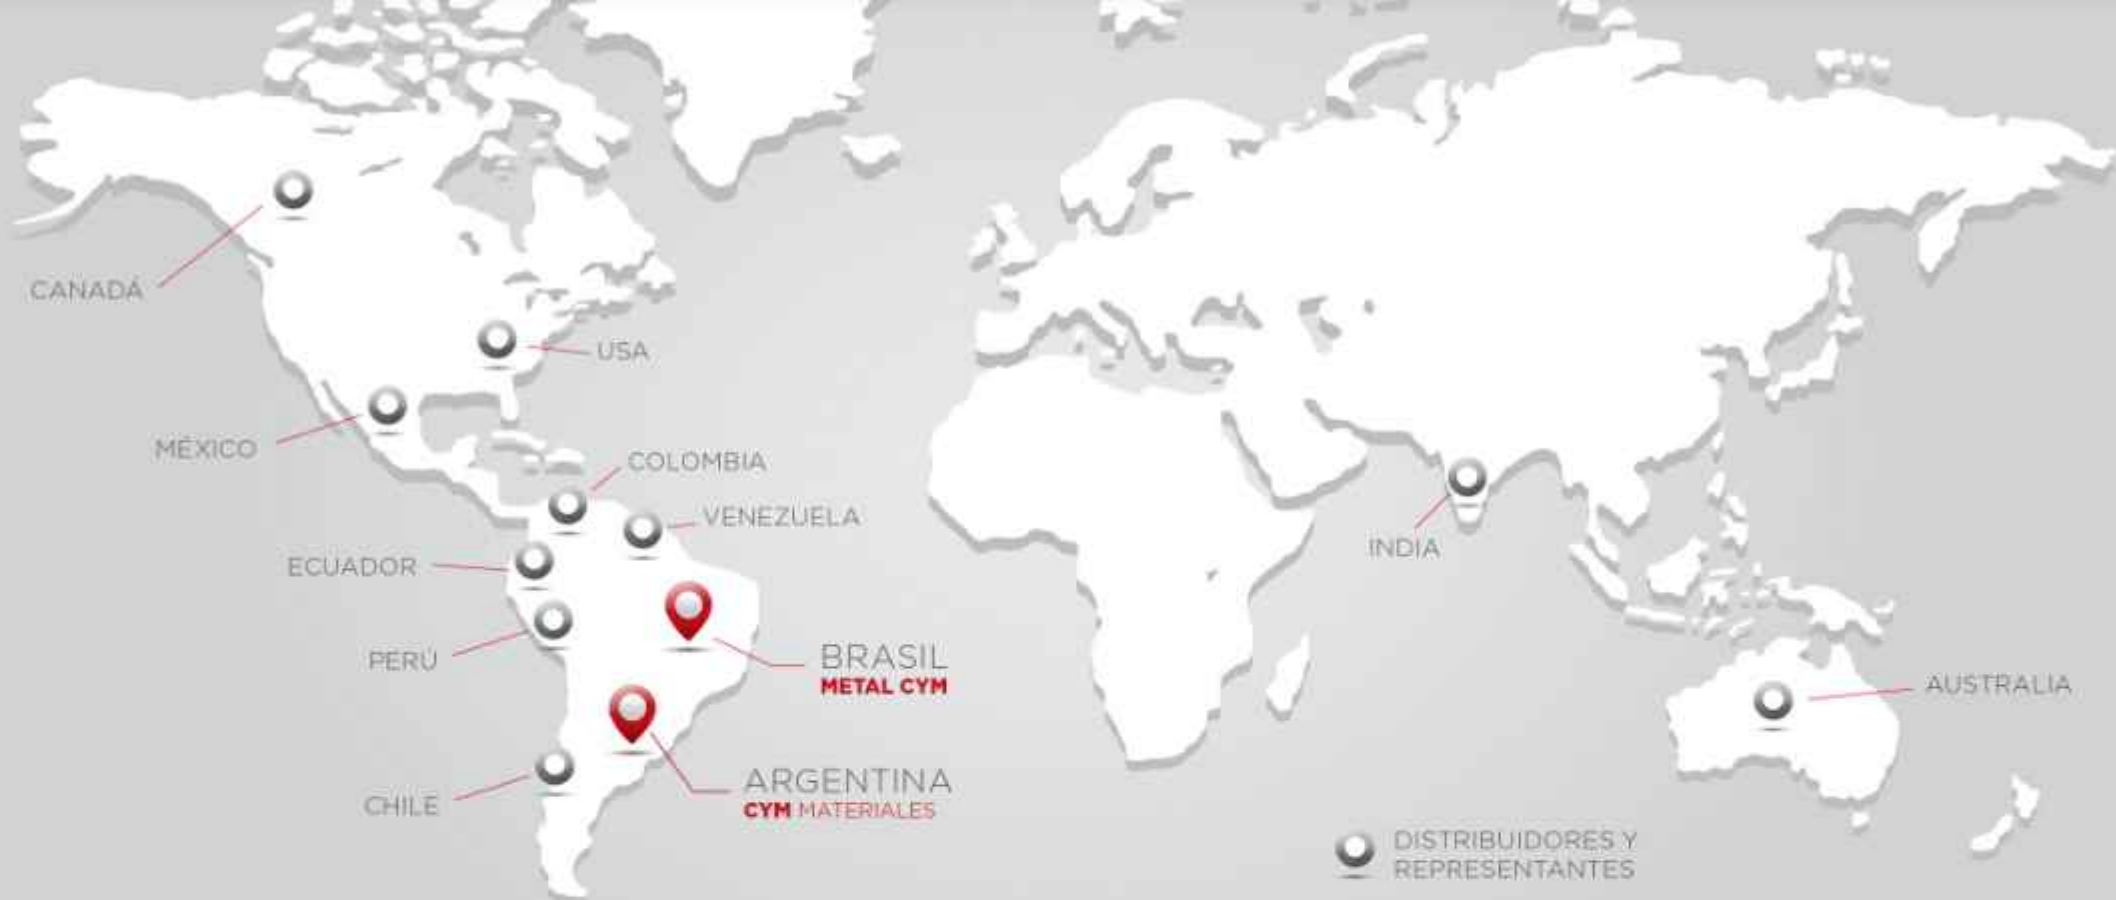 CANADÁ
USA
MÉXICO
COLOMBIA
VENEZUELA
ECUADOR
INDIA
PERÚ
BRASIL
METAL CYM
AUSTRALIA
ARGENTINA
CYM MATERIALES
CHILE
DISTRIBUIDORES Y
REPRESENTANTES